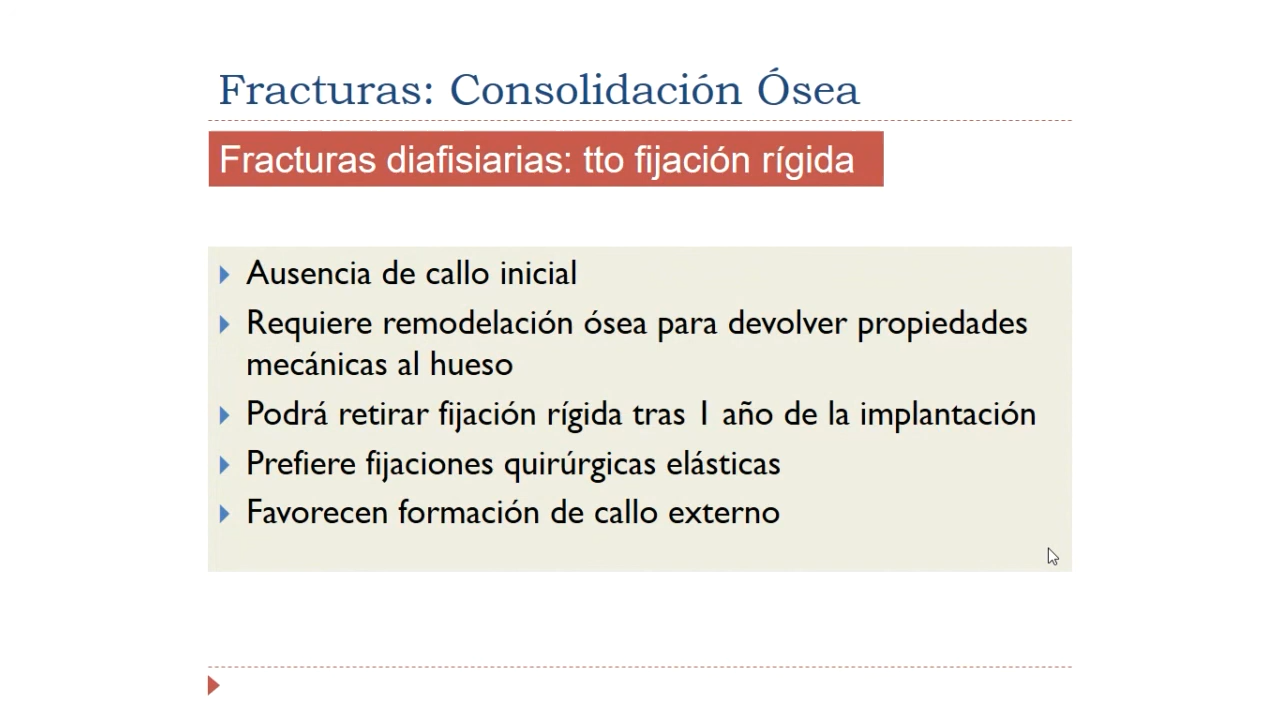 Fracturas: Consolidación Ósea
Fracturas diafisiarias: tto fijación rígida
Ausencia de callo inicial
Requiere remodelación ósea para devolver propiedades
mecánicas al hueso
Podrá retirar fijación rígida tras 1 año de la implantación
Prefiere fijaciones quirúrgicas elásticas
Favorecen formación de callo externo